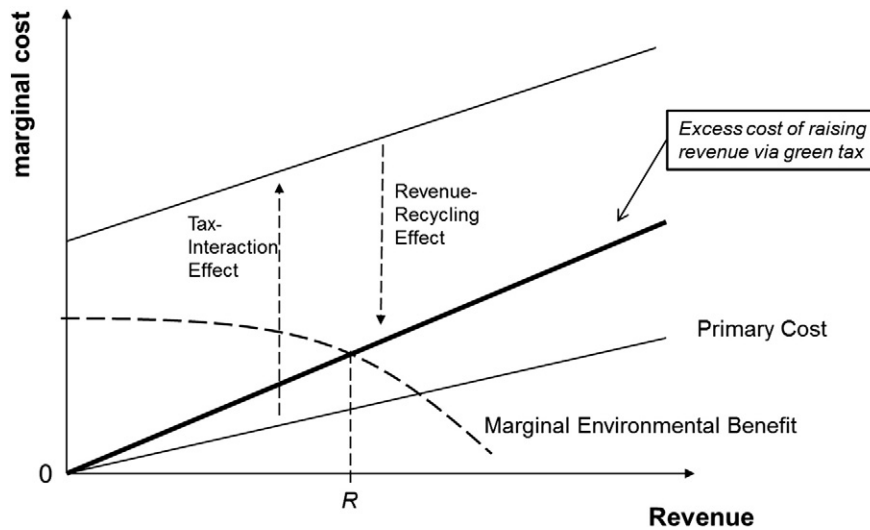 marginal cost
Excess cost of raising
revenue via green tax
Revenue-
Recycling
Effect
Tax-
Interaction
Effect
Primary Cost
Marginal Environmental Benefit
0
R
Revenue